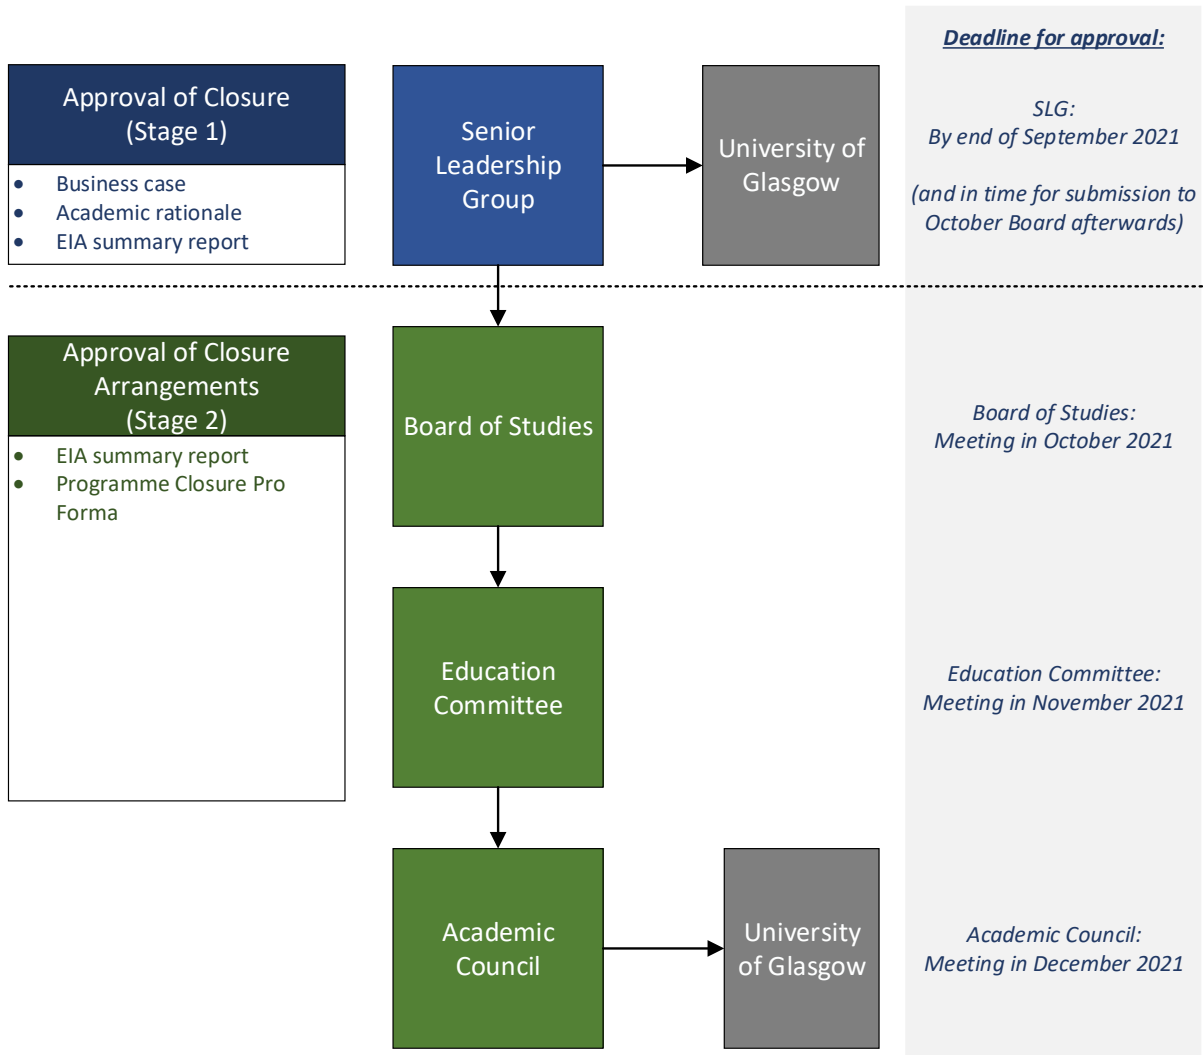 Deadline for approval:
Approval of Closure
(Stage 1)
• Business case
• Academic rationale
• EIA summary report
Senior
Leadership
Group
University of
Glasgow
SLG:
By end of September 2021
(and in time for submission to
October Board afterwards)
Approval of Closure
Arrangements
(Stage 2)
• EIA summary report
• Programme Closure Pro
Forma
Board of Studies
Board of Studies:
Meeting in October 2021
Education
Committee
Education Committee:
Meeting in November 2021
Academic
Council
University
of Glasgow
Academic Council:
Meeting in December 2021